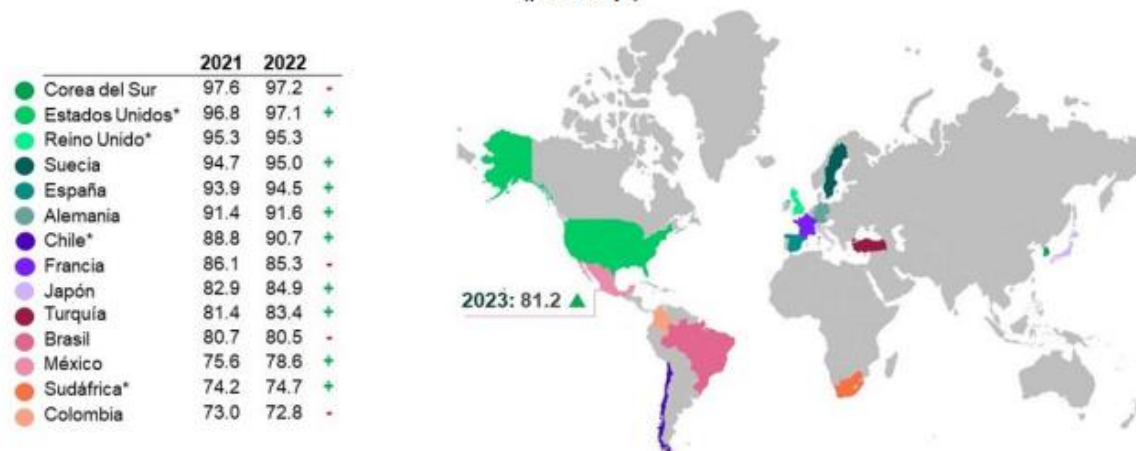 2021 2022
Corea del Sur 97.6 97.2 -
Estados Unidos* 96.8 97.1 +
Reino Unido* 95.3 95.3
Suecia 94.7 95.0 +
España 93.9 94.5 +
Alemania 91.4 91.6 +
Chile* 88.8 90.7 +
Francia 86.1 85.3 -
Japón 82.9 84.9 +
Turquía 81.4 83.4 +
Brasil 80.7 80.5 -
México 75.6 78.6 +
Sudáfrica* 74.2 74.7 +
Colombia 73.0 72.8 -
2023: 81.2 ▲